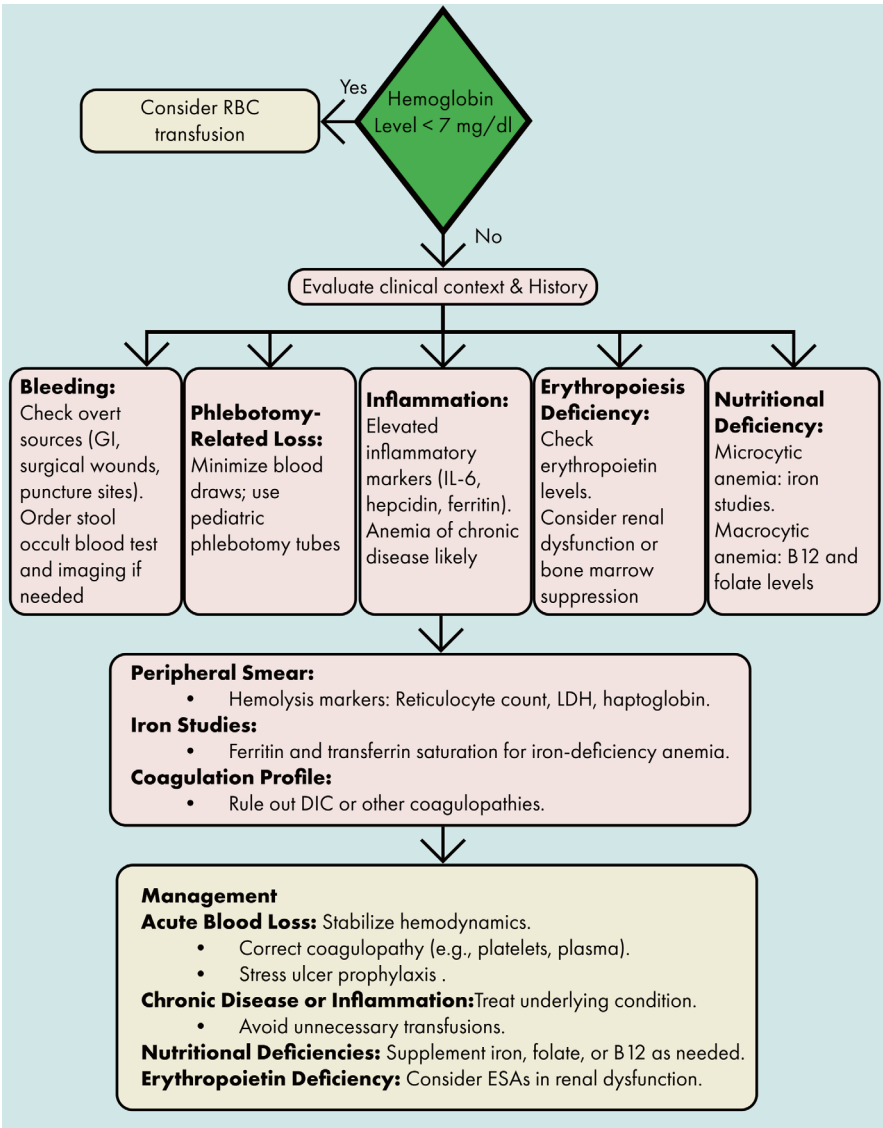 Hemoglobin
Level < 7 mg/dl
Yes
Consider RBC
transfusion
No
Evaluate clinical context & History
Bleeding:
Check overt
sources (GI,
surgical wounds,
puncture sites).
Order stool
occult blood test
and imaging if
needed
Phlebotomy-
Related Loss:
Minimize blood
draws; use
pediatric
phlebotomy tubes
Inflammation:
Elevated
inflammatory
markers (IL-6,
hepcidin, ferritin).
Anemia of chronic
disease likely
Erythropoiesis
Deficiency:
Check
erythropoietin
levels.
Consider renal
dysfunction or
bone marrow
suppression
Nutritional
Deficiency:
Microcytic
anemia: iron
studies.
Macrocytic
anemia: B12 and
folate levels
Peripheral Smear:
• Hemolysis markers: Reticulocyte count, LDH, haptoglobin.
Iron Studies:
• Ferritin and transferrin saturation for iron-deficiency anemia.
Coagulation Profile:
• Rule out DIC or other coagulopathies.
Management
Acute Blood Loss: Stabilize hemodynamics.
• Correct coagulopathy (e.g., platelets, plasma).
• Stress ulcer prophylaxis .
Chronic Disease or Inflammation:Treat underlying condition.
• Avoid unnecessary transfusions.
Nutritional Deficiencies: Supplement iron, folate, or B12 as needed.
Erythropoietin Deficiency: Consider ESAs in renal dysfunction.